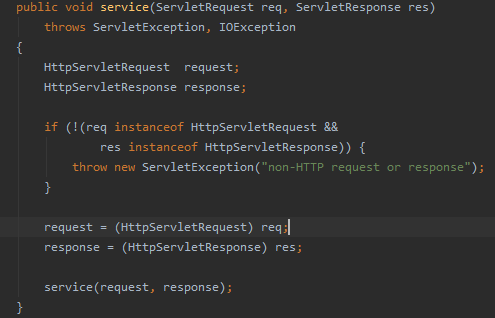 public void service(ServletRequest req, ServletResponse res)
    throws ServletException, IOException
{
    HttpServletRequest  request;
    HttpServletResponse response;

    if (!(req instanceof HttpServletRequest &&
            res instanceof HttpServletResponse)) {
        throw new ServletException("non-HTTP request or response");
    }

    request = (HttpServletRequest) req;
    response = (HttpServletResponse) res;

    service(request, response);
}